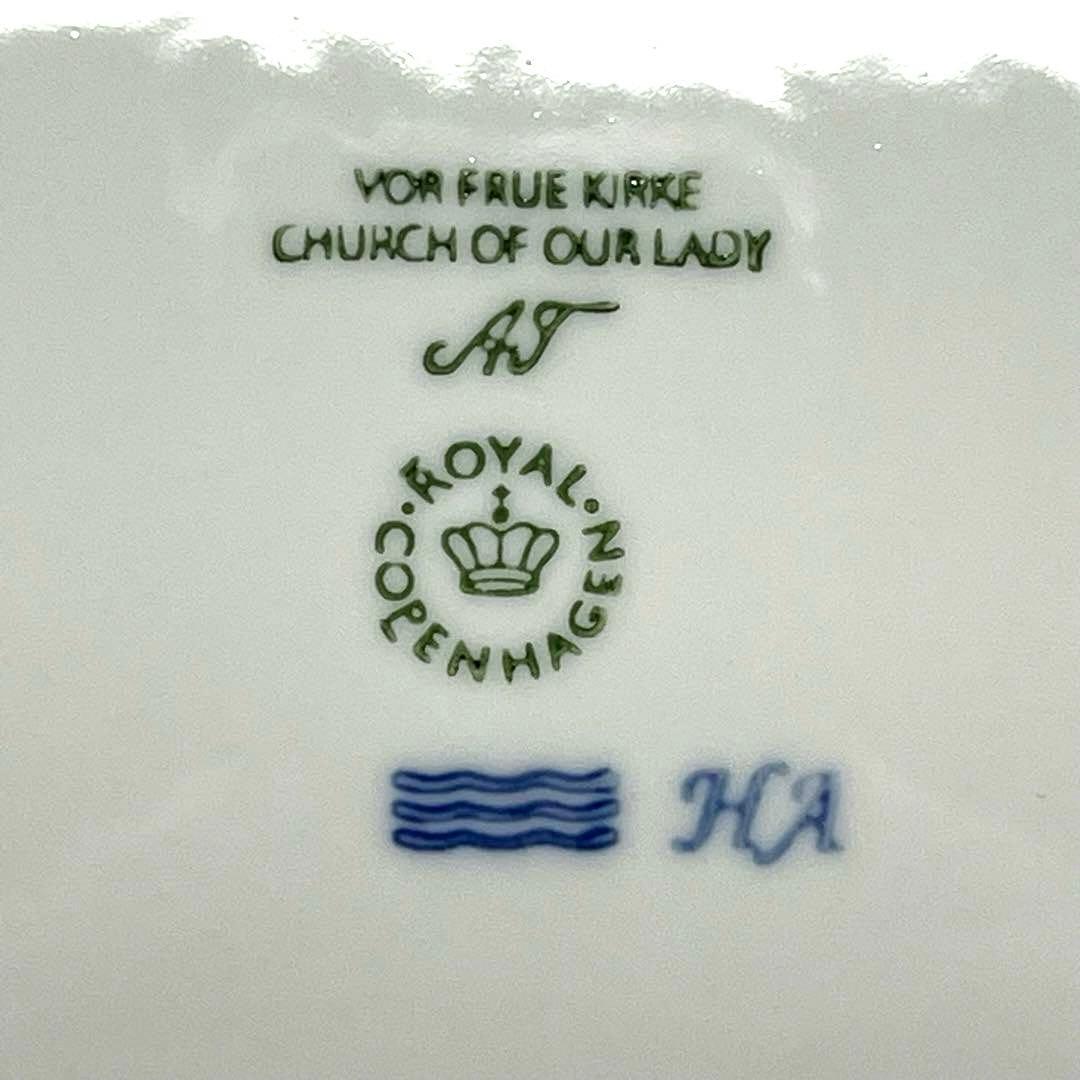 VOR FRUE KIRKE
CHURCH OF OUR LADY
AT
ROYAL
COPENHAGEN
HA